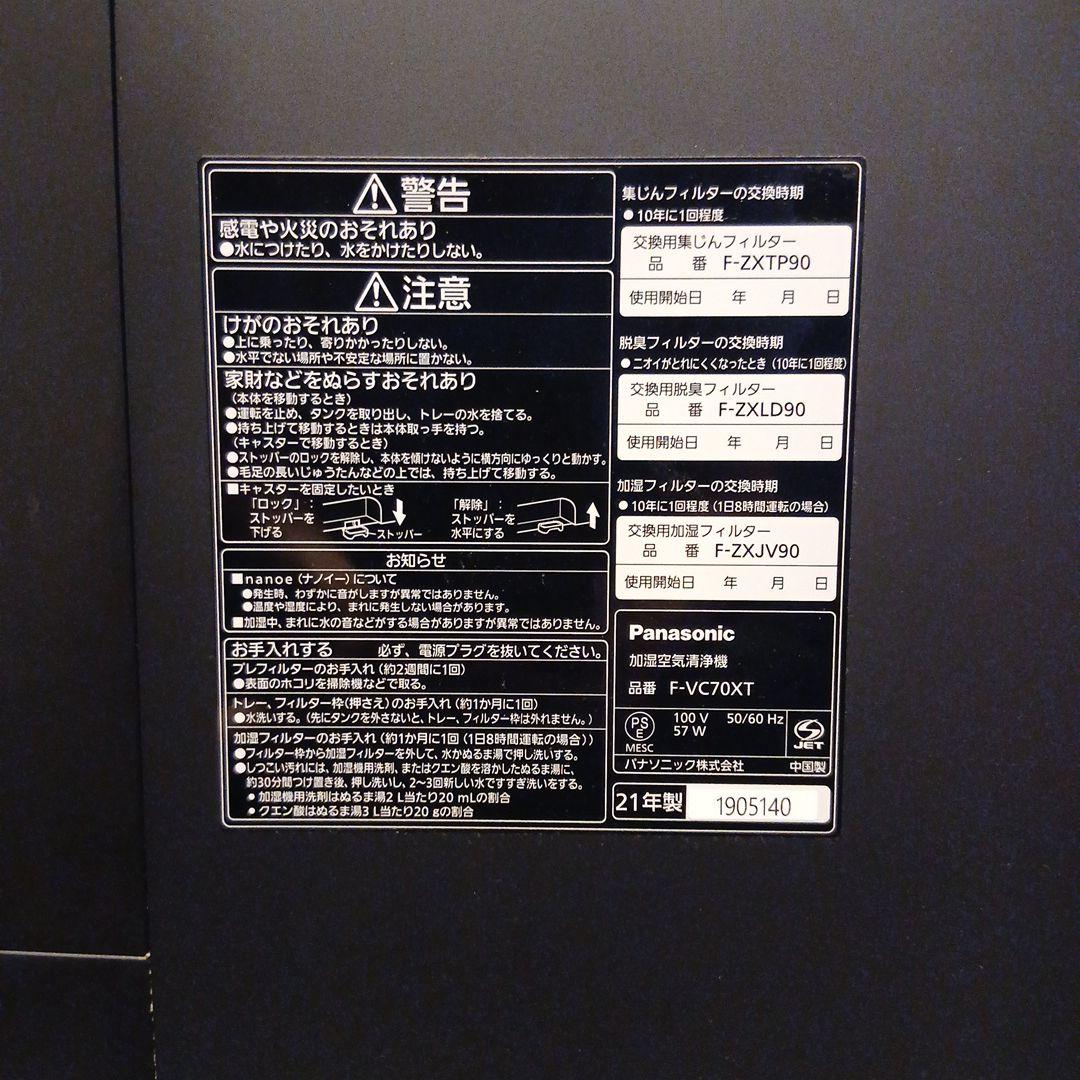 警告
感電や火災のおそれあり
●水につけたり、水をかけたりしない。
注意
けがのおそれあり
●上に乗ったり、寄りかかったりしない。
●水平でない場所や不安定な場所に置かない。
家財などをぬらすおそれあり
(本体を移動するとき)
●運転を止め、タンクを取り出し、トレーの水を捨てる。
●持ち上げて移動するときは本体取っ手を持つ。
(キャスターで移動するとき)
●ストッパーのロックを解除し、本体を傾けないように横方向にゆっくりと動かす。
●毛足の長いじゅうたんなどの上では、持ち上げて移動する。
■キャスターを固定したいとき
「ロック」:
ストッパーを
下げる
ストッパー
「解除」:
ストッパーを
水平にする
お知らせ
■nanoe(ナノイー)について
●発生時、わずかに音がしますが異常ではありません。
●温度や湿度により、まれに発生しない場合があります。
■加湿中、まれに水の音などがする場合がありますが異常ではありません。
お手入れする 必ず、電源プラグを抜いてください。
プレフィルターのお手入れ(約2週間に1回)
●表面のホコリを掃除機などで取る。
トレー、フィルター枠(押さえ)のお手入れ(約1か月に1回)
●水洗いする。(先にタンクを外さないと、トレー、フィルター枠は外れません。)
加湿フィルターのお手入れ(約1か月に1回(1日8時間運転の場合))
●フィルター枠から加湿フィルターを外して、水かぬるま湯で押し洗いする。
●しつこい汚れには、加湿機用洗剤、またはクエン酸を溶かしたぬるま湯に、
約30分間つけ置き後、押し洗いし、2~3回新しい水ですすぎ洗いをする。
•加湿機用洗剤はぬるま湯2 L当たり20 mLの割合
•クエン酸はぬるま湯3 L当たり20 gの割合
集じんフィルターの交換時期
●10年に1回程度
交換用集じんフィルター
品 番 F-ZXTP90
使用開始日 年 月 日
脱臭フィルターの交換時期
●ニオイがとれにくくなったとき(10年に1回程度)
交換用脱臭フィルター
品 番 F-ZXLD90
使用開始日 年 月 日
加湿フィルターの交換時期
●10年に1回程度(1日8時間運転の場合)
交換用加湿フィルター
品 番 F-ZXJV90
使用開始日 年 月 日
Panasonic
加湿空気清浄機
品番 F-VC70XT
PS
E
MESC
100 V 50/60 Hz
57 W
JET
パナソニック株式会社 中国製
21年製 1905140